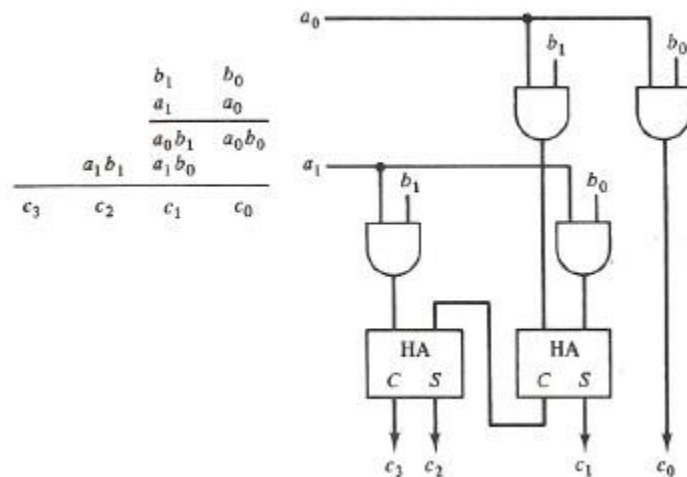 a₀
b₁ b₀
b₁ b₀
a₁ a₀
a₀b₁ a₀b₀
a₁b₁ a₁b₀
c₃ c₂ c₁ c₀
a₁
b₁ b₀
HA HA
C S C S
c₃ c₂ c₁ c₀